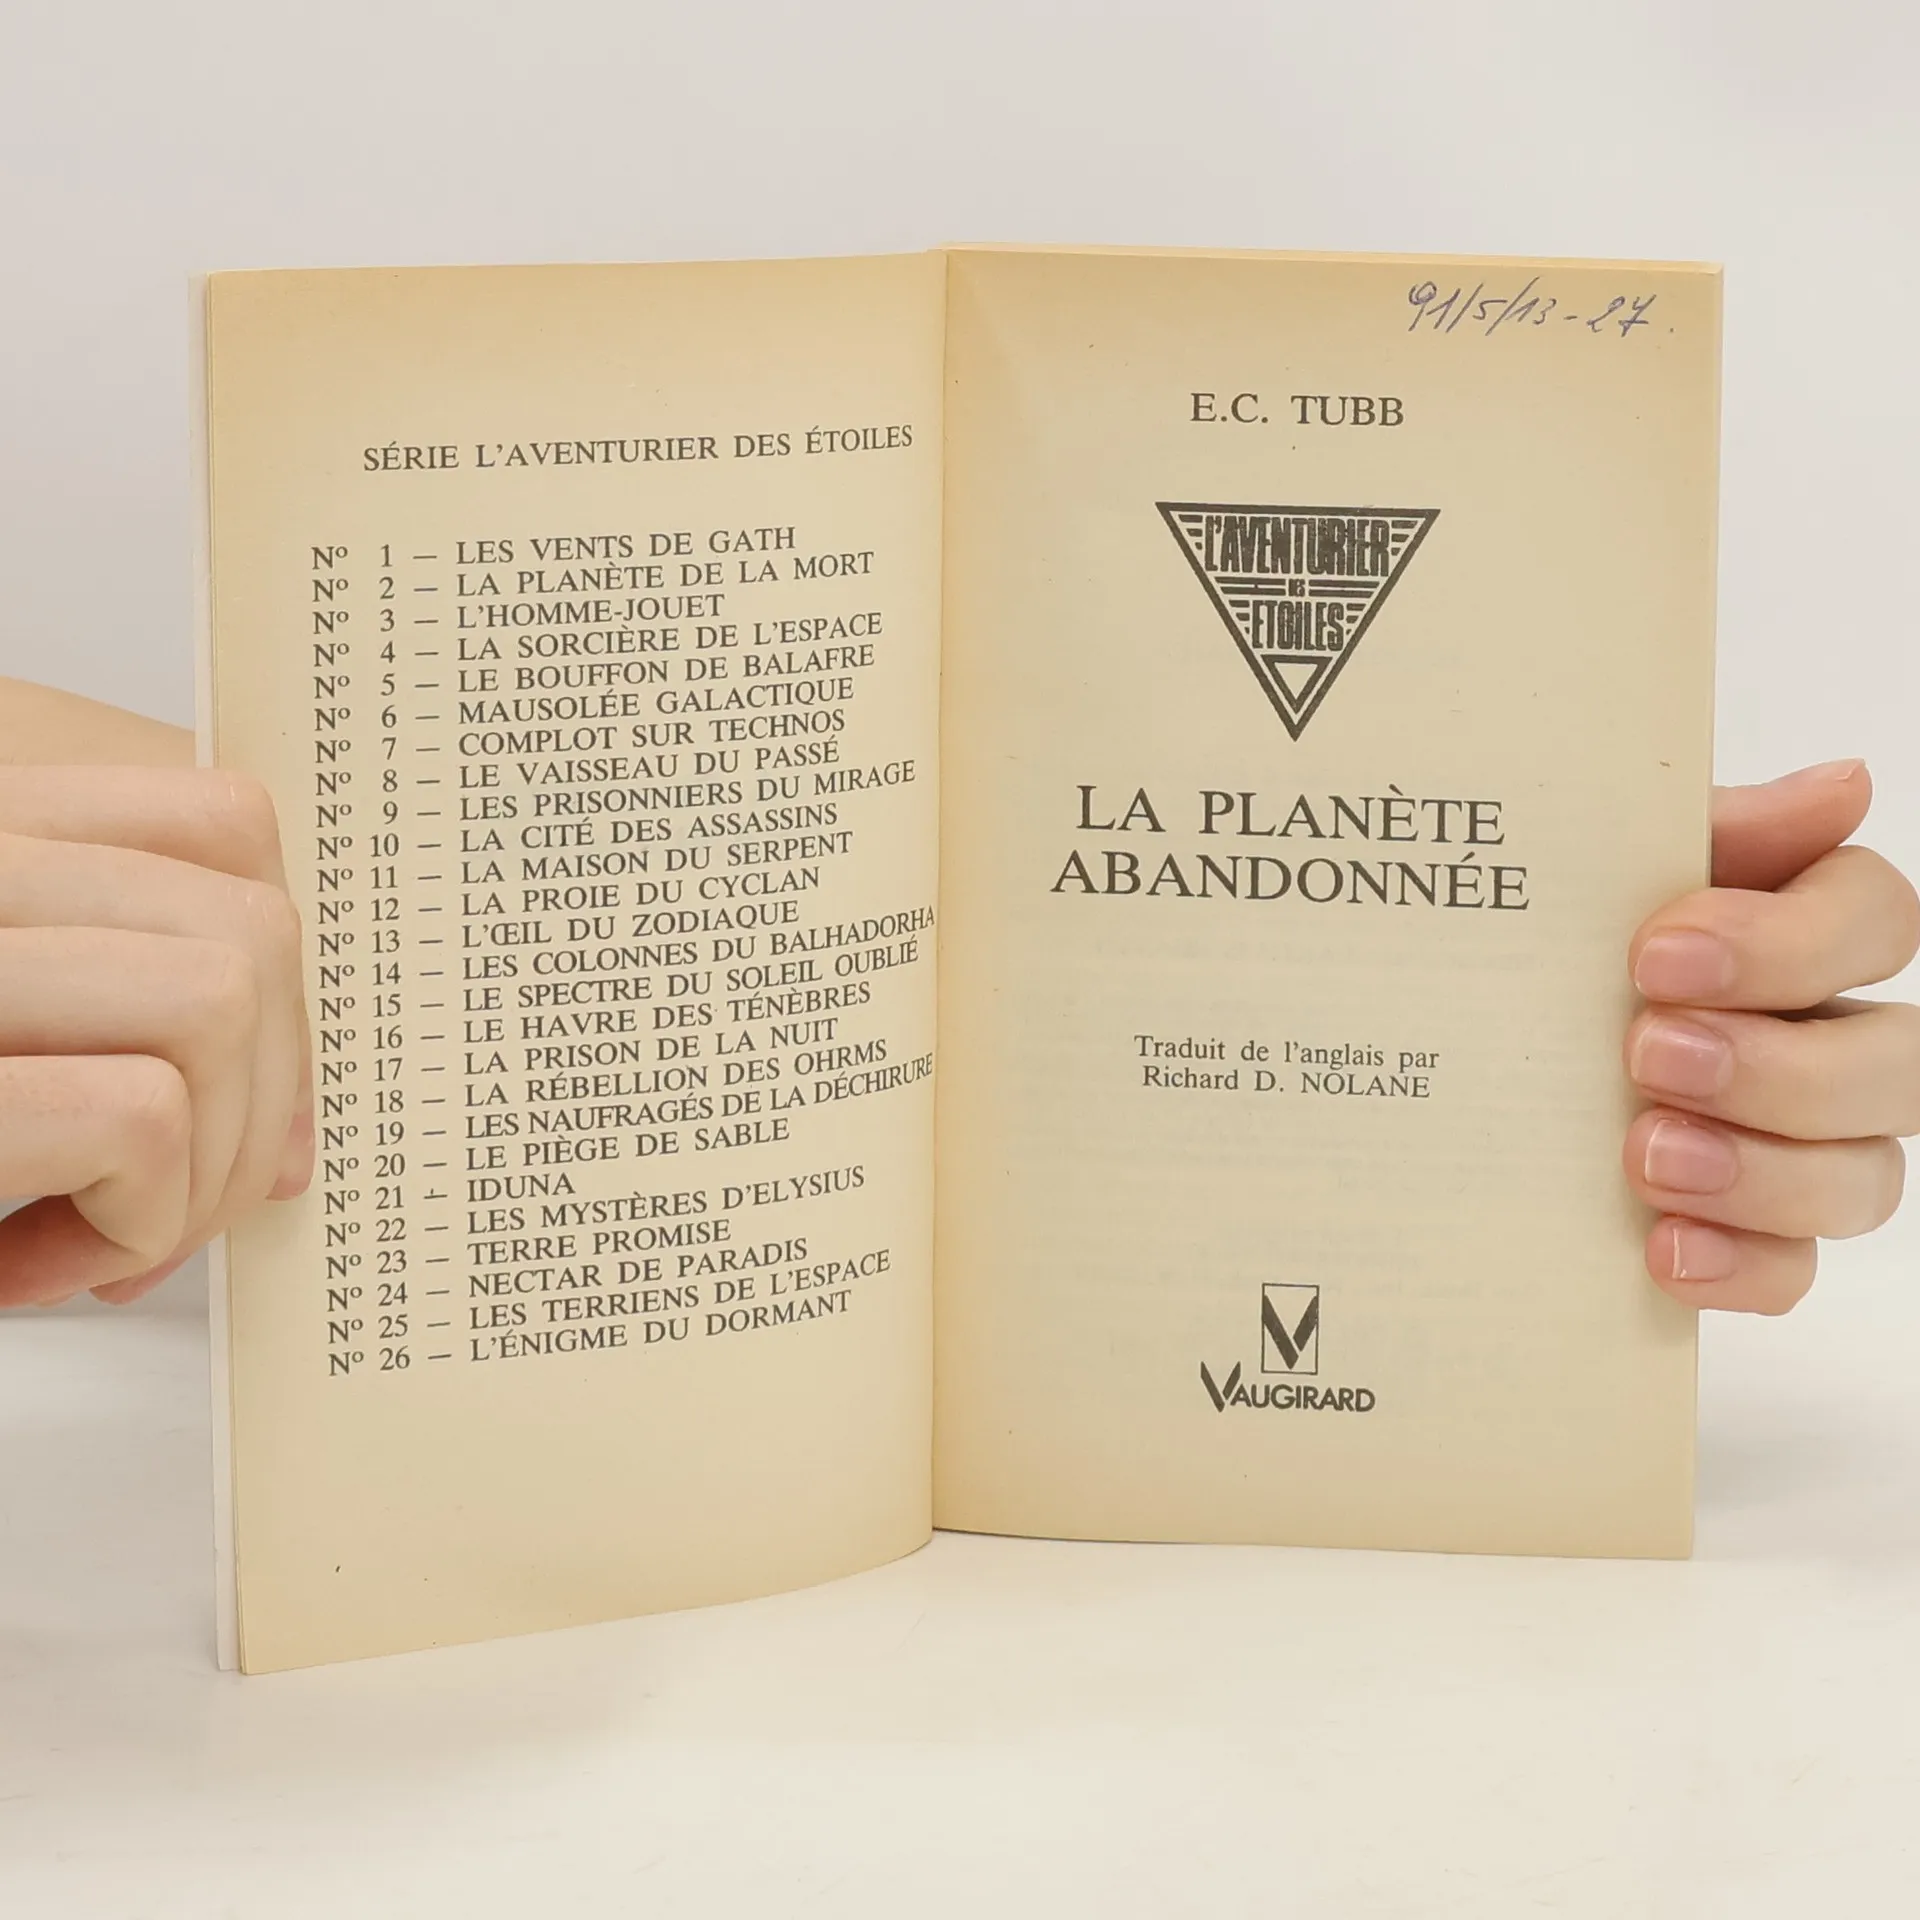 SÉRIE L'AVENTURIER DES ÉTOILES
Nº 1 — LES VENTS DE GATH
Nº 2 — LA PLANÈTE DE LA MORT
Nº 3 — L'HOMME-JOUET
Nº 4 — LA SORCIÈRE DE L'ESPACE
Nº 5 — LE BOUFFON DE BALAFRE
Nº 6 — MAUSOLÉE GALACTIQUE
Nº 7 — COMPLOT SUR TECHNOS
Nº 8 — LE VAISSEAU DU PASSÉ
Nº 9 — LES PRISONNIERS DU MIRAGE
Nº 10 — LA CITÉ DES ASSASSINS
Nº 11 — LA MAISON DU SERPENT
Nº 12 — LA PROIE DU CYCLAN
Nº 13 — L'ŒIL DU ZODIAQUE
Nº 14 — LES COLONNES DU BALHADORHA
Nº 15 — LE SPECTRE DU SOLEIL OUBLIÉ
Nº 16 — LE HAVRE DES TÉNÈBRES
Nº 17 — LA PRISON DE LA NUIT
Nº 18 — LA RÉBELLION DES OHRMS
Nº 19 — LES NAUFRAGÉS DE LA DÉCHIRURE
Nº 20 — LE PIÈGE DE SABLE
Nº 21 — IDUNA
Nº 22 — LES MYSTÈRES D'ELYSIUS
Nº 23 — TERRE PROMISE
Nº 24 — NECTAR DE PARADIS
Nº 25 — LES TERRIENS DE L'ESPACE
Nº 26 — L'ÉNIGME DU DORMANT
91/5/13-27.
E.C. TUBB
L'AVENTURIER
DES
ETOILES
LA PLANÈTE
ABANDONNÉE
Traduit de l'anglais par
Richard D. NOLANE
VAUGIRARD